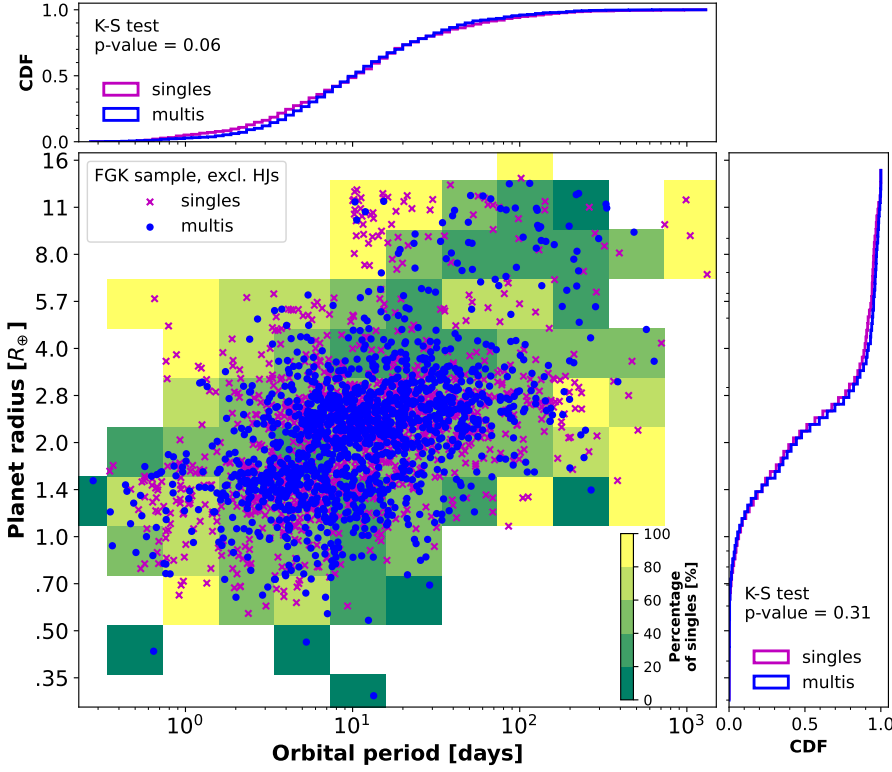 1.0
0.5
0.0
CDF
K-S test
p-value = 0.06
singles
multis
16
11
8.0
5.7
4.0
2.8
2.0
1.4
1.0
.70
.50
.35
Planet radius [R⊕]
FGK sample, excl. HJs
singles
multis
100
80
60
40
20
0
Percentage
of singles [%]
10⁰
10¹
10²
10³
Orbital period [days]
K-S test
p-value = 0.31
singles
multis
0.0
0.5
1.0
CDF